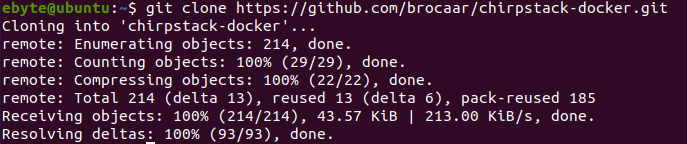 ebyte@ubuntu:~$ git clone https://github.com/brocaar/chirpstack-docker.git
Cloning into 'chirpstack-docker'...
remote: Enumerating objects: 214, done.
remote: Counting objects: 100% (29/29), done.
remote: Compressing objects: 100% (22/22), done.
remote: Total 214 (delta 13), reused 13 (delta 6), pack-reused 185
Receiving objects: 100% (214/214), 43.57 KiB | 213.00 KiB/s, done.
Resolving deltas: 100% (93/93), done.